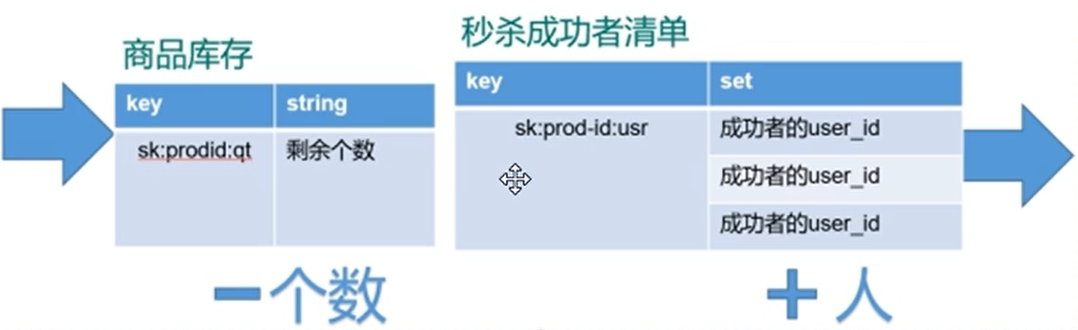 商品库存
key string
sk:prodid:qt 剩余个数
一个数
秒杀成功者清单
key set
sk:prod-id:usr 成功者的user_id
成功者的user_id
成功者的user_id
十人